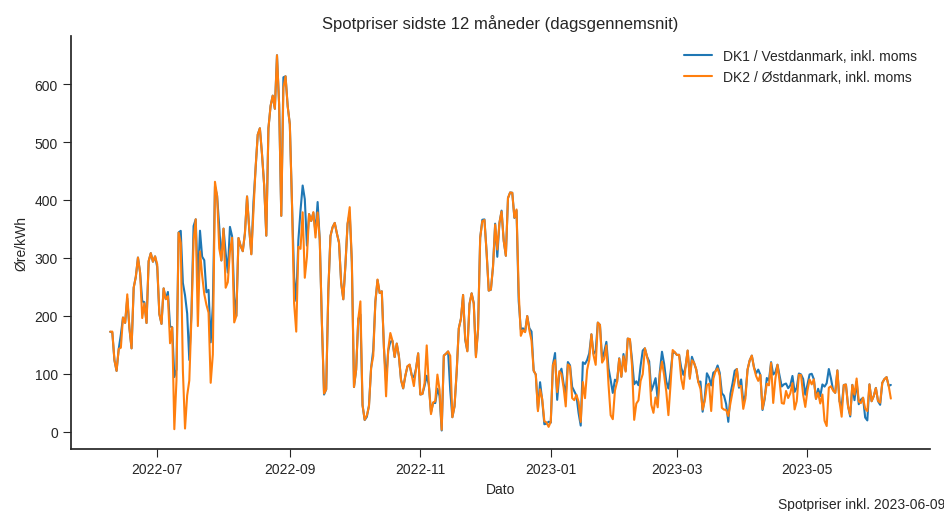 Spotpriser sidste 12 måneder (dagsgennemsnit)
DK1 / Vestdanmark, inkl. moms
DK2 / Østdanmark, inkl. moms
Øre/kWh
600
500
400
300
200
100
0
2022-07
2022-09
2022-11
2023-01
2023-03
2023-05
Dato
Spotpriser inkl. 2023-06-09